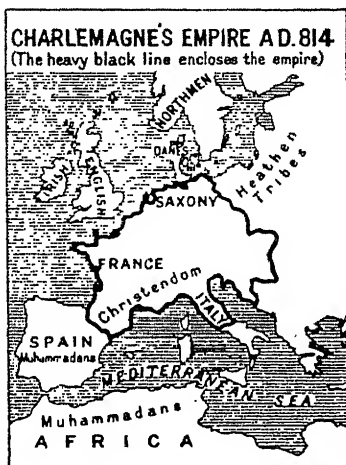 CHARLEMAGNE'S EMPIRE A.D. 814
(The heavy black line encloses the empire)
NORTHMEN
DANES
Heathen
Tribes
IRISH
ENGLISH
SAXONY
FRANCE
Christendom
ITALY
SPAIN
Muhammadans
MEDITERRANEAN SEA
Muhammadans
AFRICA